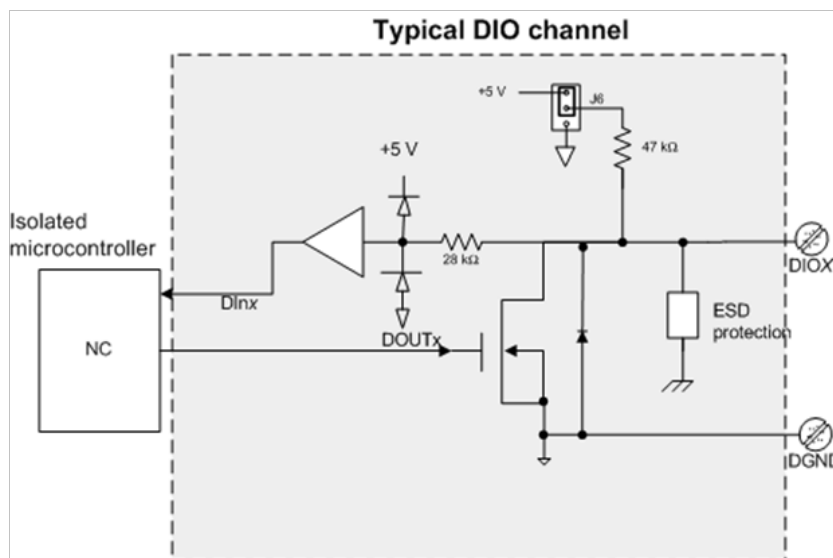 Typical DIO channel
+5 V
J6
47 kΩ
+5 V
Isolated
microcontroller
28 kΩ
DIOX
DInx
ESD
protection
DOUTx
NC
DGND